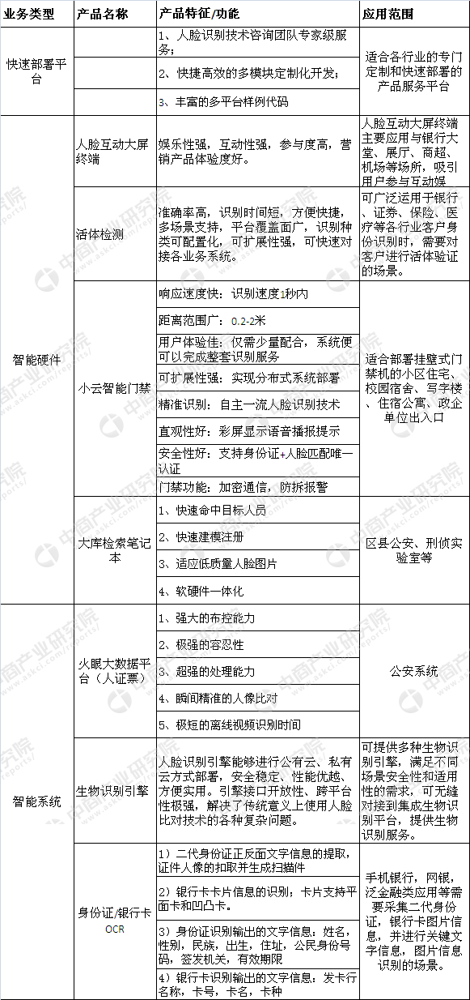 业务类型 产品名称 产品特征/功能 应用范围
快速部署平
台
1、人脸识别技术咨询团队专家级服
务;
2、快捷高效的多模块定制化开发;
3、丰富的多平台样例代码
适合各行业的专门
定制和快速部署的
产品服务平台
智能硬件
人脸互动大屏
终端
娱乐性强，互动性强，参与度高，营
销产品体验度好。
人脸互动大屏终端
主要应用与银行大
堂、展厅、商超、
机场等场所，吸引
用户参与互动娱
活体检测
准确率高，识别时间短，方便快捷，
多场景支持，平台覆盖面广，识别种
类可配置化，可扩展性强，可快速对
接各业务系统。
可广泛运用于银行
、证券、保险、医
疗等各行业客户身
份识别时，需要对
客户进行活体验证
的场景。
小云智能门禁
响应速度快：识别速度1秒内
距离范围广：0.2-2米
用户体验佳：仅需少量配合，系统便
可以完成整套识别服务
可扩展性强：实现分布式系统部署
精准识别：自主一流人脸识别技术
直观性好：彩屏显示语音播报提示
安全性好：支持身份证+人脸匹配唯一
认证
门禁功能：加密通信，防拆报警
适合部署挂壁式门
禁机的小区住宅、
校园宿舍、写字楼
、住宿公寓、政企
单位出入口
大库检索笔记
本
1、快速命中目标人员
2、快速建模注册
3、适应低质量人脸图片
4、软硬件一体化
区县公安、刑侦实
验室等
智能系统
火眼大数据平
台（人证票）
1、强大的布控能力
2、极强的容忍性
3、超强的处理能力
4、瞬间精准的人像比对
5、极短的离线视频识别时间
公安系统
生物识别引擎
人脸识别引擎能够进行公有云、私有
云方式部署，安全稳定、性能优越、
方便实用。引擎接口开放性、跨平台
性极强，解决了传统意义上使用人脸
比对技术的各种复杂问题。
可提供多种生物识
别引擎，满足不同
场景安全性和适用
性的需求，可无缝
对接到集成生物识
别平台，提供生物
识别服务。
身份证/银行卡
OCR
1）二代身份证正反面文字信息的提取，
证件人像的扣取并生成扫描件
2）银行卡卡片信息的识别；卡片支持平
面卡和凹凸卡。
3）身份证识别输出的文字信息：姓名，
性别，民族，出生，住址，公民身份号
码，签发机关，有效期限
4）银行卡识别输出的文字信息：发卡行
名称，卡号，卡名，卡种
手机银行，网银，
泛金融类应用等需
要采集二代身份
证，银行卡图片信
息，并进行关键文
字信息，图片信息
识别的场景。
中商产业研究院
www.askci.com/reports/